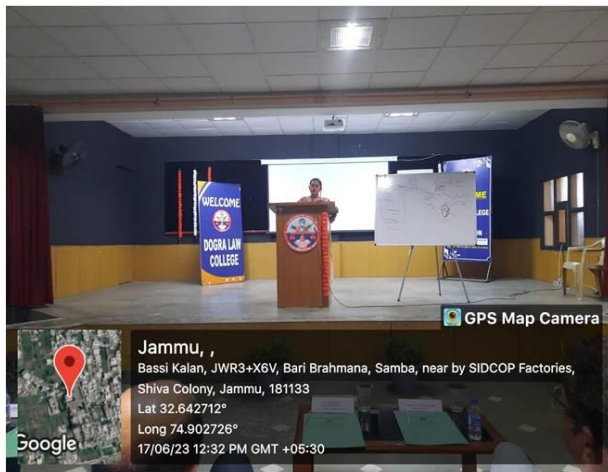 WELCOME
DOGRA LAW
COLLEGE
GPS Map Camera
Jammu, ,
Bassi Kalan, JWR3+X6V, Bari Brahmana, Samba, near by SIDCOP Factories,
Shiva Colony, Jammu, 181133
Lat 32.642712°
Long 74.902726°
17/06/23 12:32 PM GMT +05:30
Google